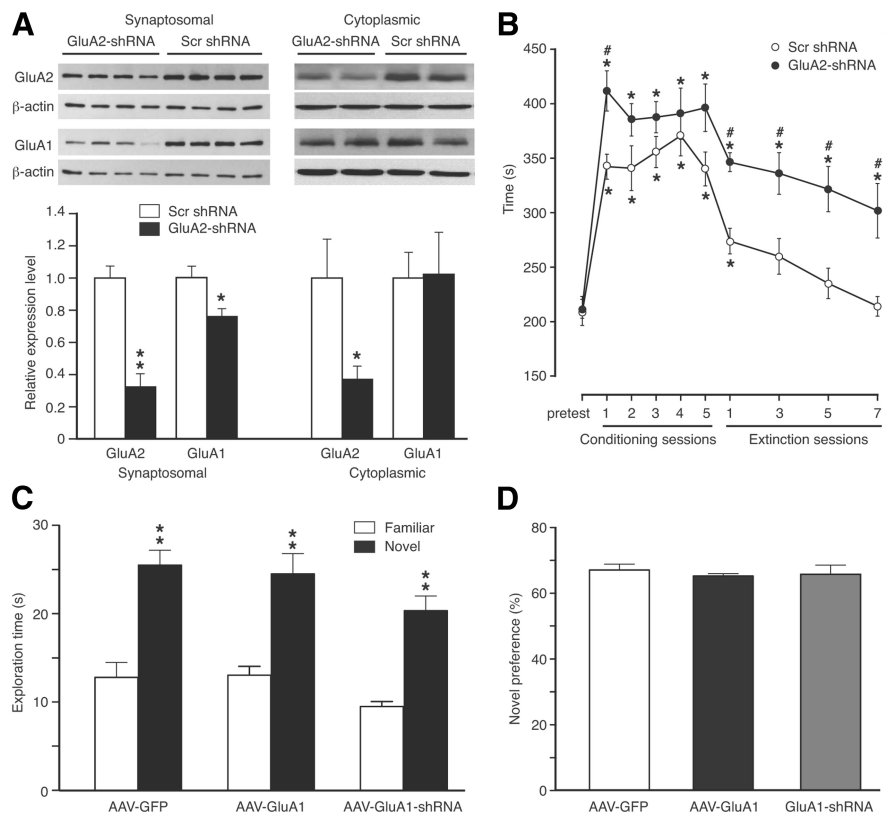 A
Synaptosomal
Cytoplasmic
GluA2-shRNA Scr shRNA
GluA2-shRNA Scr shRNA
GluA2
β-actin
GluA1
β-actin
Scr shRNA
GluA2-shRNA
Relative expression level
1.4
1.2
1.0
0.8
0.6
0.4
0.2
0
*
*
*
*
GluA2 GluA1 GluA2 GluA1
Synaptosomal Cytoplasmic
B
Scr shRNA
GluA2-shRNA
Time (s)
450
400
350
300
250
200
150
#
*
*
*
*
*
#
*
#
*
#
*
#
*
*
*
*
*
*
*
pretest 1 2 3 4 5 1 3 5 7
Conditioning sessions Extinction sessions
C
Familiar
Novel
Exploration time (s)
30
20
10
0
*
*
*
*
*
*
AAV-GFP AAV-GluA1 AAV-GluA1-shRNA
D
Novel preference (%)
80
60
40
20
0
AAV-GFP AAV-GluA1 GluA1-shRNA